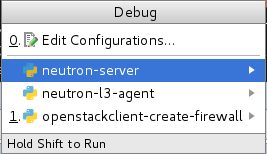 Debug
0. Edit Configurations...
neutron-server
neutron-l3-agent
1. openstackclient-create-firewall
Hold Shift to Run